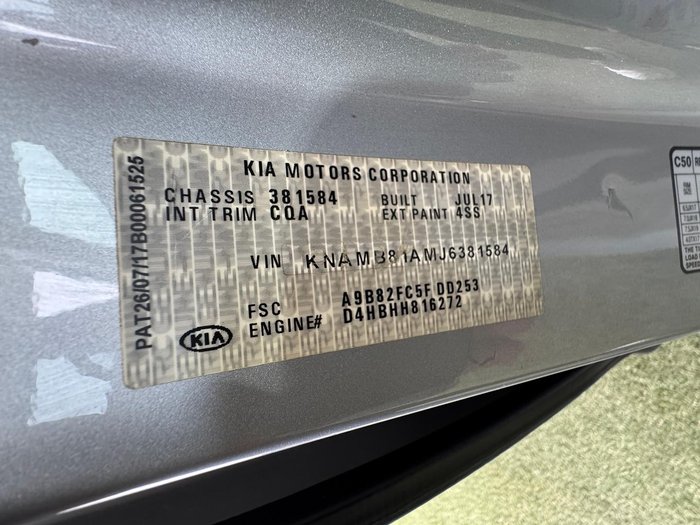 KIA MOTORS CORPORATION
CHASSIS 381584 BUILT JUL17
INT TRIM CQA EXT PAINT 4SS
VIN KNAMB81AMJ6381584
FSC A9B82FC5F DD253
ENGINE# D4HBHH816272
KIA
PAT26/07/17B00061525
C50